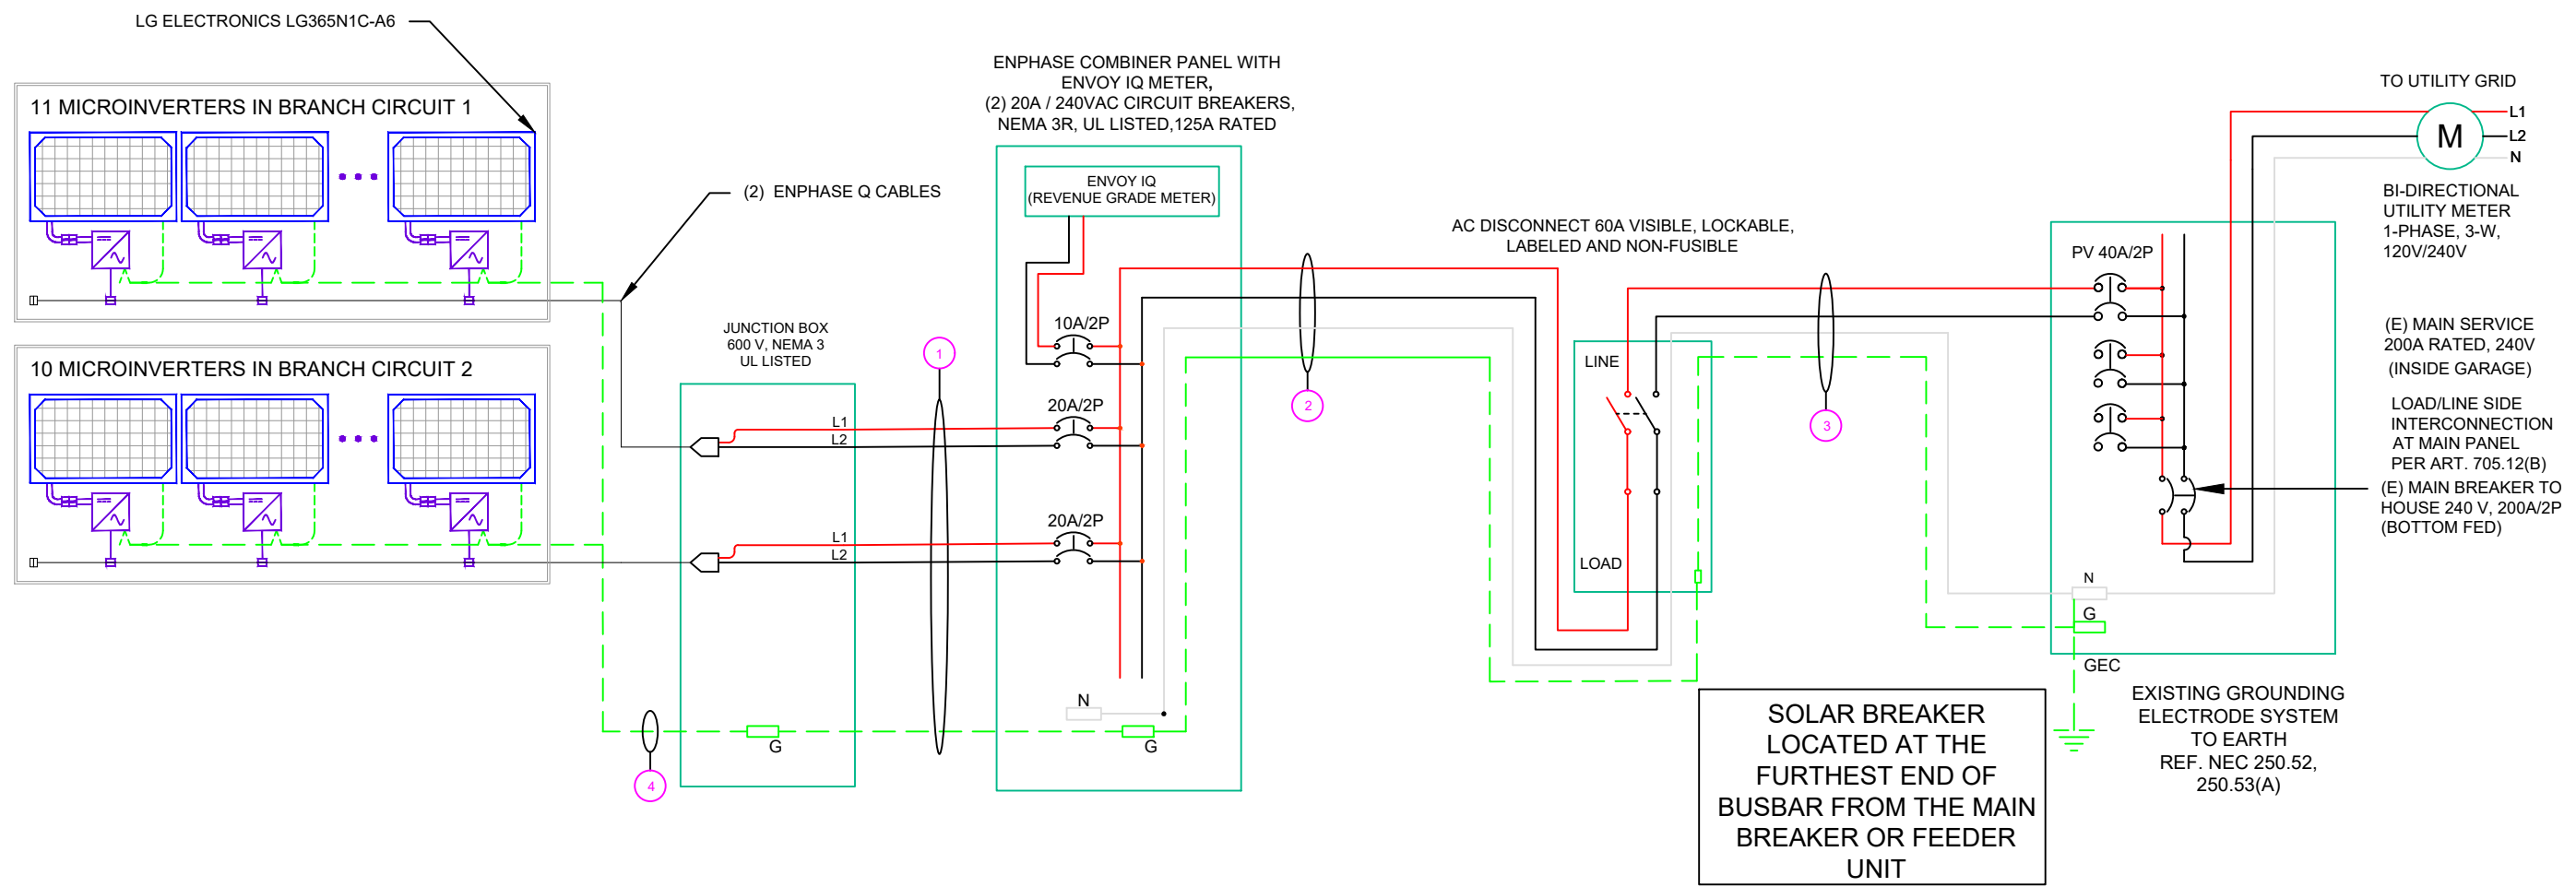 LG ELECTRONICS LG365N1C-A6
11 MICROINVERTERS IN BRANCH CIRCUIT 1
10 MICROINVERTERS IN BRANCH CIRCUIT 2
(2) ENPHASE Q CABLES
JUNCTION BOX
600 V, NEMA 3
UL LISTED
L1
L2
L1
L2
G
4
1
ENPHASE COMBINER PANEL WITH
ENVOY IQ METER,
(2) 20A / 240VAC CIRCUIT BREAKERS,
NEMA 3R, UL LISTED,125A RATED
ENVOY IQ
(REVENUE GRADE METER)
10A/2P
20A/2P
20A/2P
N
G
2
AC DISCONNECT 60A VISIBLE, LOCKABLE,
LABELED AND NON-FUSIBLE
LINE
LOAD
3
SOLAR BREAKER
LOCATED AT THE
FURTHEST END OF
BUSBAR FROM THE MAIN
BREAKER OR FEEDER
UNIT
PV 40A/2P
N
G
GEC
EXISTING GROUNDING
ELECTRODE SYSTEM
TO EARTH
REF. NEC 250.52,
250.53(A)
TO UTILITY GRID
M
L1
L2
N
BI-DIRECTIONAL
UTILITY METER
1-PHASE, 3-W,
120V/240V
(E) MAIN SERVICE
200A RATED, 240V
(INSIDE GARAGE)
LOAD/LINE SIDE
INTERCONNECTION
AT MAIN PANEL
PER ART. 705.12(B)
(E) MAIN BREAKER TO
HOUSE 240 V, 200A/2P
(BOTTOM FED)